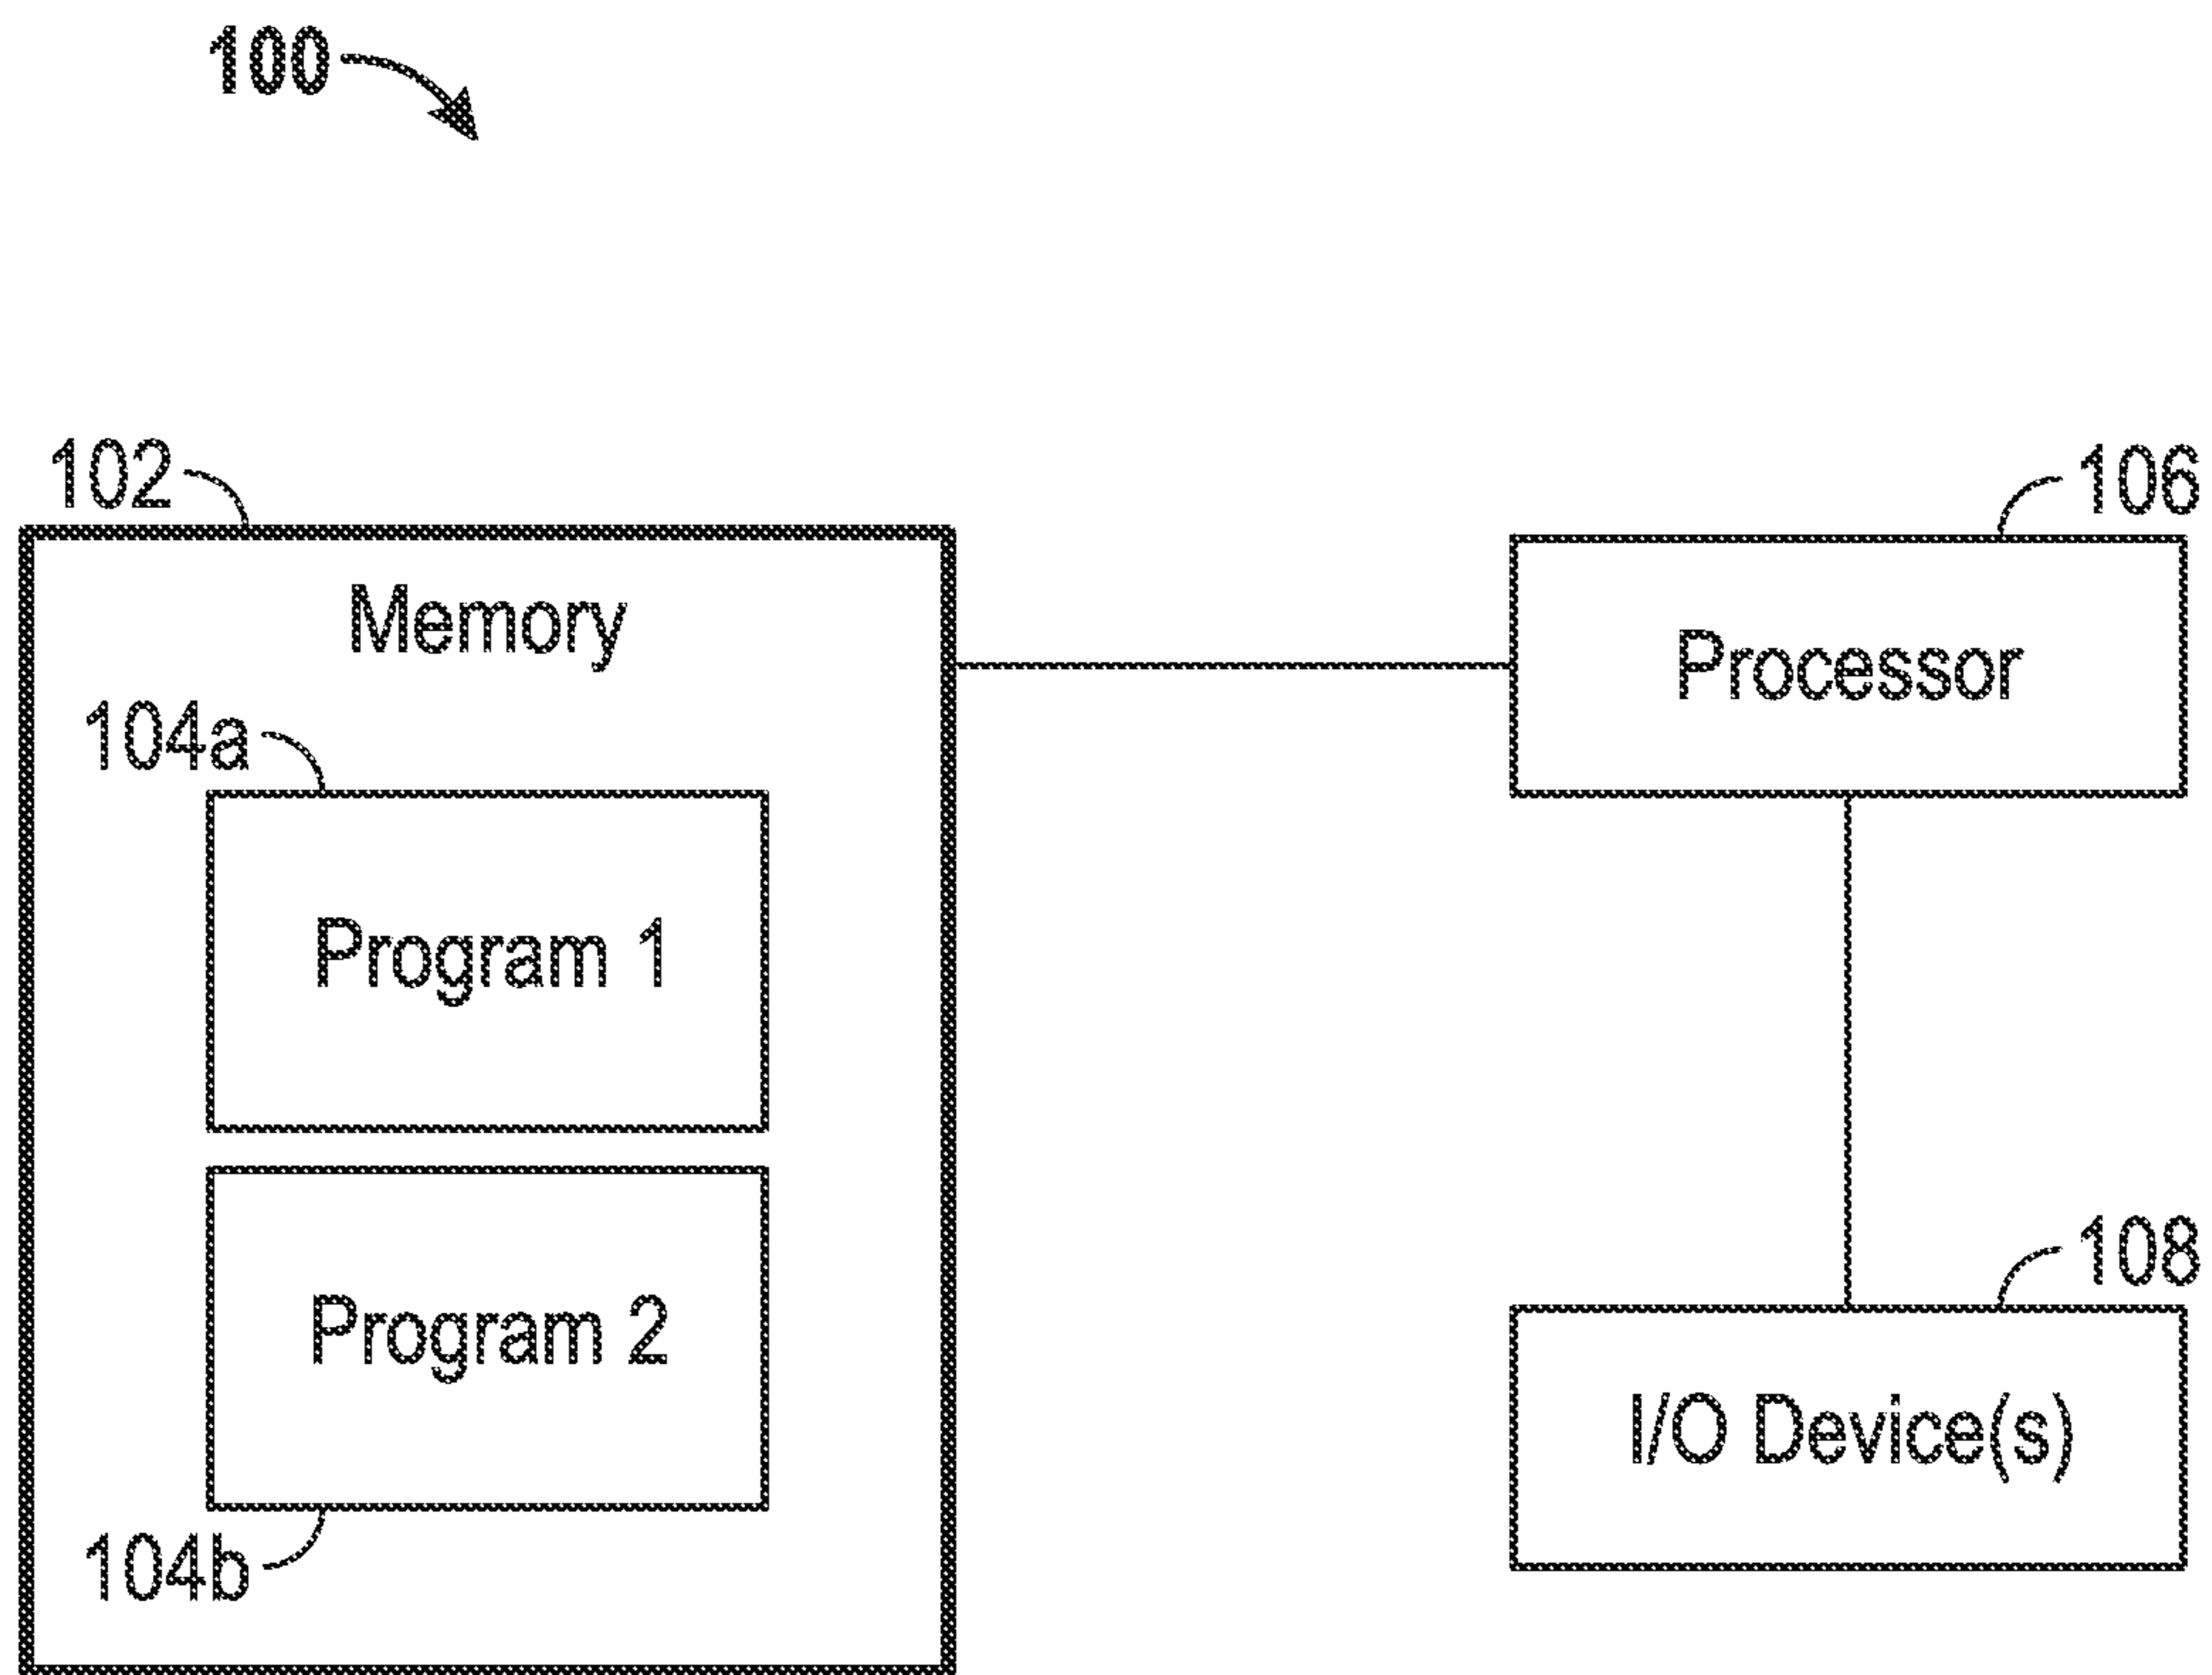 100
102
106
Memory
Processor
104a
Program 1
108
Program 2
I/O Device(s)
104b